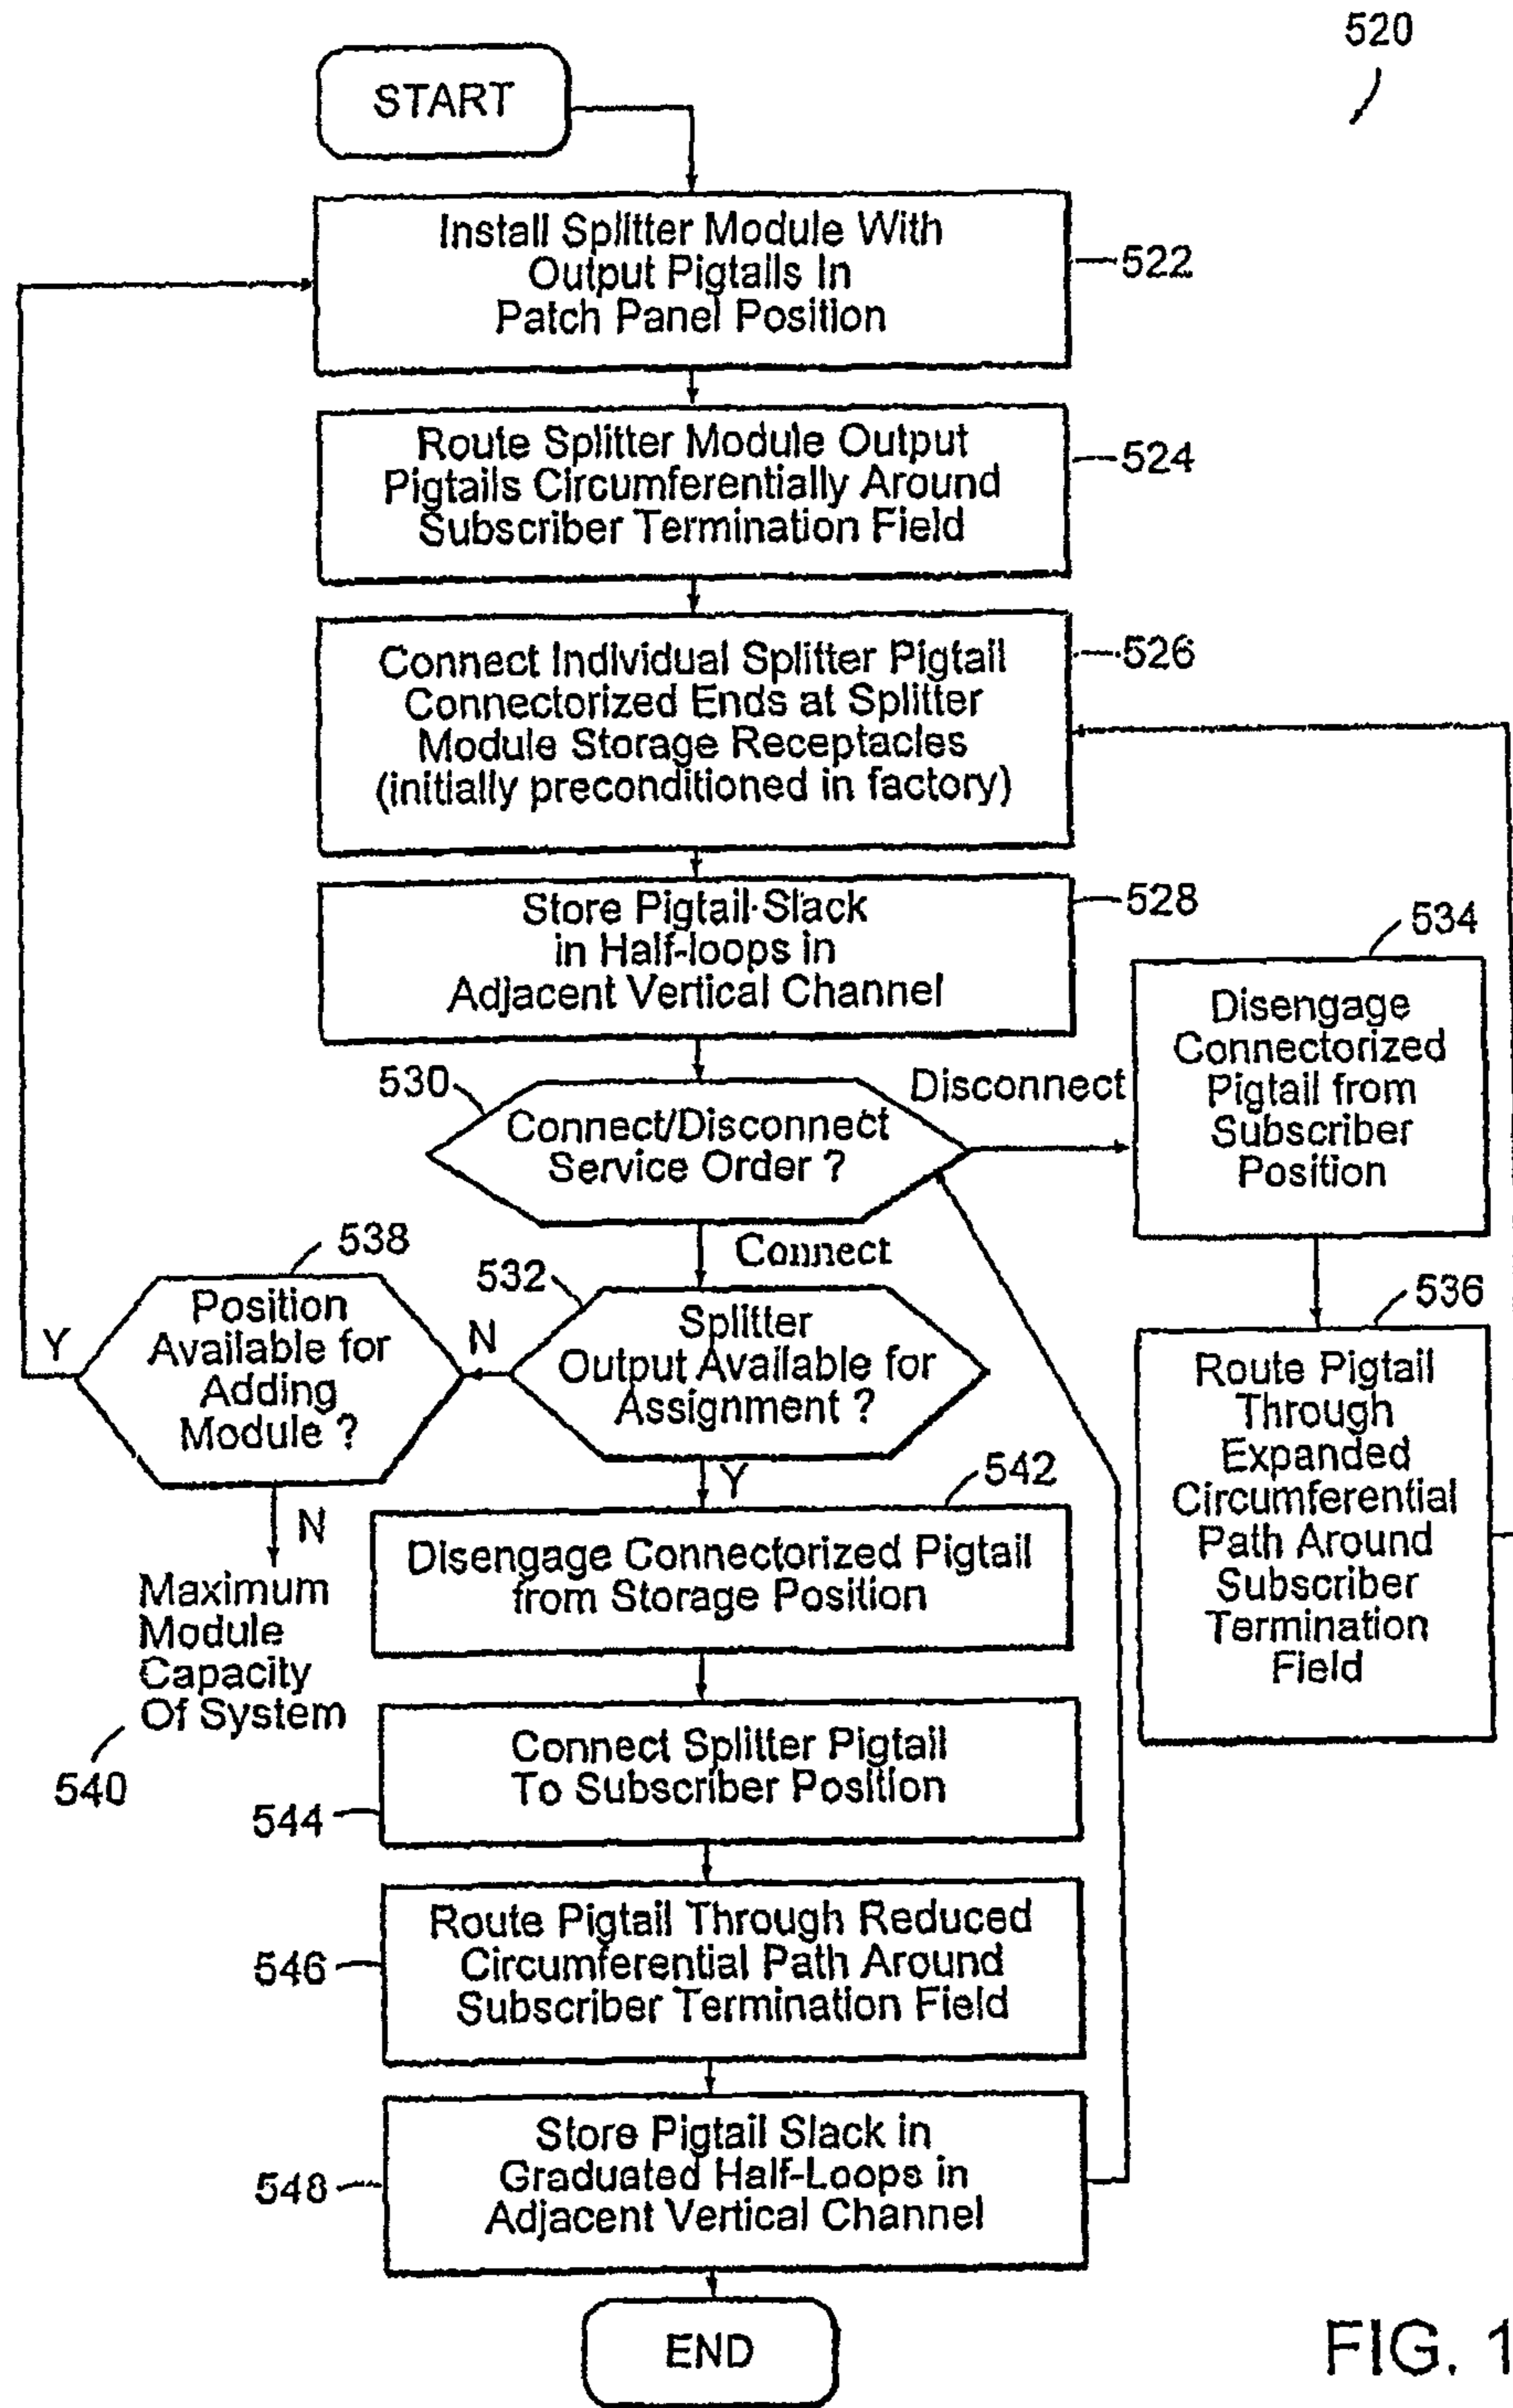 520
START
Install Splitter Module With
Output Pigtails In
Patch Panel Position
522
Route Splitter Module Output
Pigtails Circumferentially Around
Subscriber Termination Field
524
Connect Individual Splitter Pigtail
Connectorized Ends at Splitter
Module Storage Receptacles
(initially preconditioned in factory)
526
Store Pigtail Slack
in Half-loops in
Adjacent Vertical Channel
528
530
Connect/Disconnect
Service Order ?
Disconnect
534
Disengage
Connectorized
Pigtail from
Subscriber
Position
Connect
536
Route Pigtail
Through
Expanded
Circumferential
Path Around
Subscriber
Termination
Field
532
Splitter
Output Available for
Assignment ?
N
538
Position
Available for
Adding
Module ?
Y
N
Maximum
Module
Capacity
Of System
540
Y
542
Disengage Connectorized Pigtail
from Storage Position
Connect Splitter Pigtail
To Subscriber Position
544
Route Pigtail Through Reduced
Circumferential Path Around
Subscriber Termination Field
546
Store Pigtail Slack in
Graduated Half-Loops in
Adjacent Vertical Channel
548
END
FIG. 1